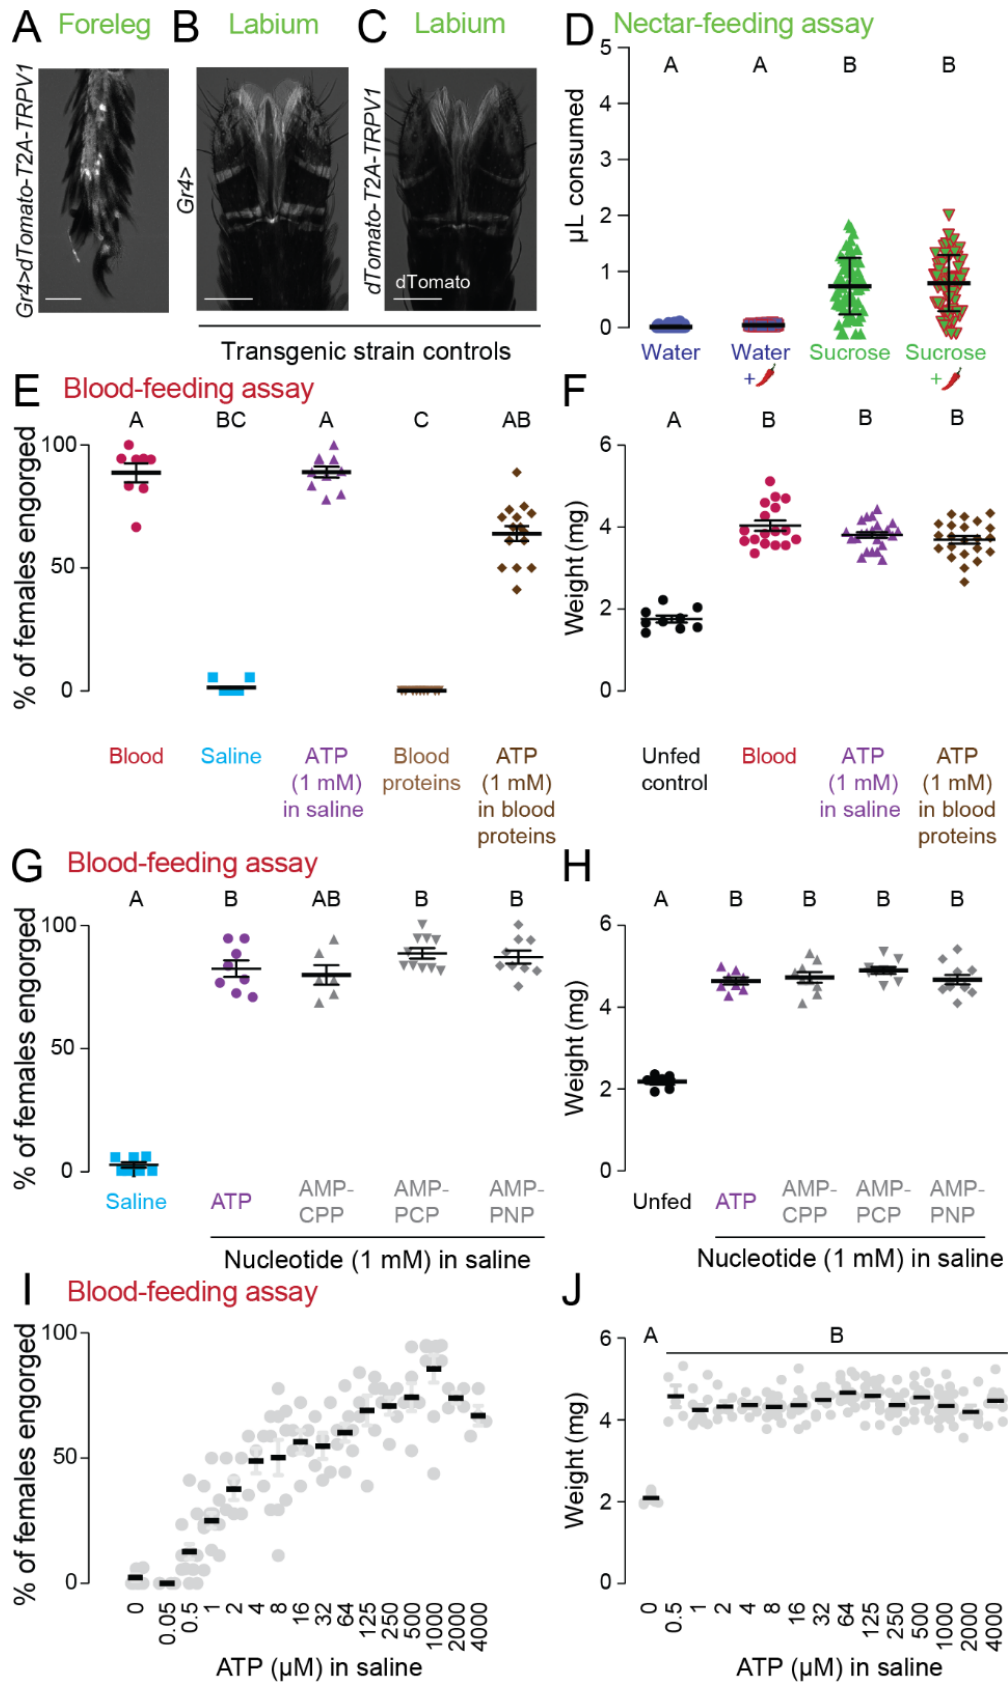 A Foreleg
B Labium
C Labium
Gr4>dTomato-T2A-TRPV1
Gr4>
dTomato-T2A-TRPV1
dTomato
Transgenic strain controls
D Nectar-feeding assay
A A B B
µL consumed
5
4
3
2
1
0
Water
Water
+
Sucrose
Sucrose
+
E Blood-feeding assay
A BC A C AB
% of females engorged
100
50
0
Blood
Saline
ATP
(1 mM)
in saline
Blood
proteins
ATP
(1 mM)
in blood
proteins
F
A B B B
Weight (mg)
6
4
2
0
Unfed
control
Blood
ATP
(1 mM)
in saline
ATP
(1 mM)
in blood
proteins
G Blood-feeding assay
A B AB B B
% of females engorged
100
50
0
Saline
ATP
AMP-
CPP
AMP-
PCP
AMP-
PNP
Nucleotide (1 mM) in saline
H
A B B B B
Weight (mg)
6
4
2
0
Unfed
ATP
AMP-
CPP
AMP-
PCP
AMP-
PNP
Nucleotide (1 mM) in saline
I Blood-feeding assay
% of females engorged
100
50
0
0 0.05 0.5 1 2 4 8 16 32 64 125 250 500 1000 2000 4000
ATP (µM) in saline
J
A B
Weight (mg)
6
4
2
0
0 0.5 1 2 4 8 16 32 64 125 250 500 1000 2000 4000
ATP (µM) in saline